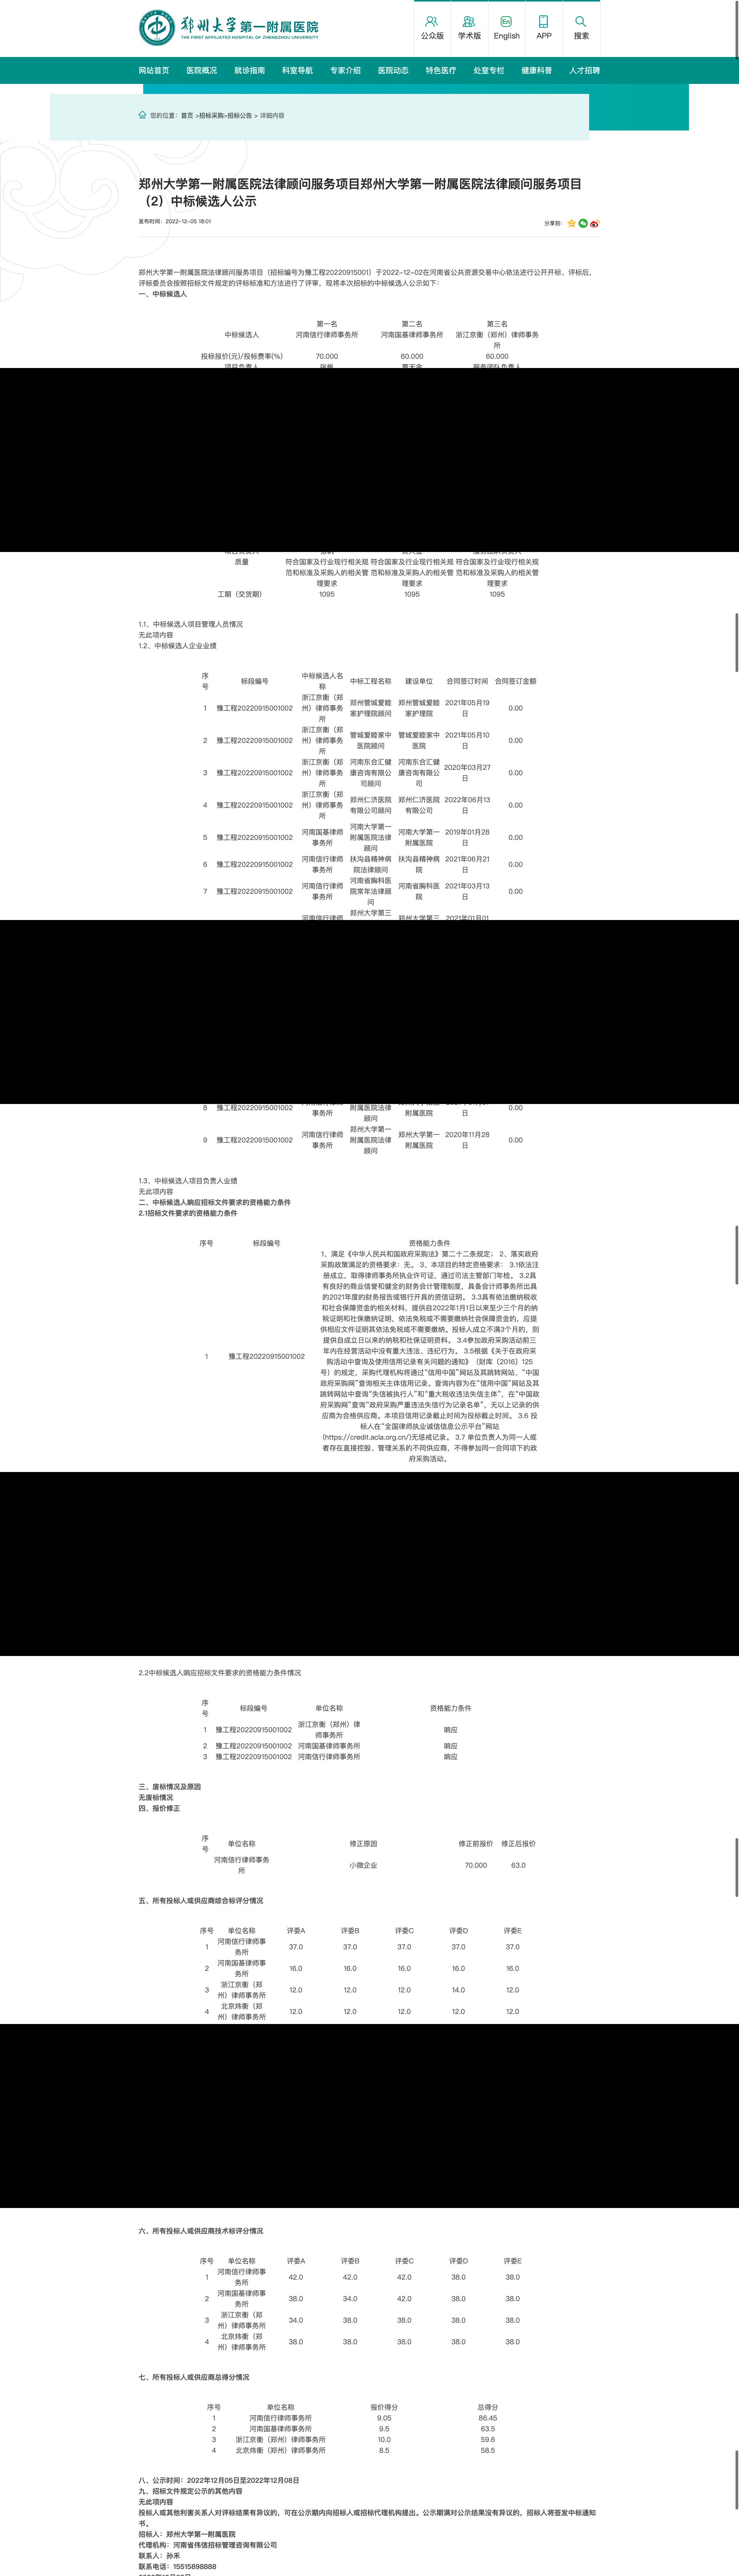 郑州大学第一附属医院
THE FIRST AFFILIATED HOSPITAL OF ZHENGZHOU UNIVERSITY
公众版 学术版 English APP 搜索
网站首页 医院概况 就诊指南 科室导航 专家介绍 医院动态 特色医疗 处室专栏 健康科普 人才招聘
您的位置：首页 >招标采购>招标公告 > 详细内容
郑州大学第一附属医院法律顾问服务项目郑州大学第一附属医院法律顾问服务项目
（2）中标候选人公示
发布时间：2022-12-05 18:01
分享到：
郑州大学第一附属医院法律顾问服务项目（招标编号为豫工程20220915001）于2022-12-02在河南省公共资源交易中心依法进行公开开标、评标后，
评标委员会按照招标文件规定的评标标准和方法进行了评审，现将本次招标的中标候选人公示如下：
一、中标候选人
第一名 第二名 第三名
中标候选人 河南信行律师事务所 河南国基律师事务所 浙江京衡（郑州）律师事务
所
投标报价(元)/投标费率(%) 70.000 60.000 60.000
项目负责人 服务团队负责人
质量 符合国家及行业现行相关规 符合国家及行业现行相关规 符合国家及行业现行相关规
范和标准及采购人的相关管 范和标准及采购人的相关管 范和标准及采购人的相关管
理要求 理要求 理要求
工期（交货期） 1095 1095 1095
1.1、中标候选人项目管理人员情况
无此项内容
1.2、中标候选人企业业绩
序
号 标段编号 中标候选人名
称 中标工程名称 建设单位 合同签订时间 合同签订金额
1 豫工程20220915001002 浙江京衡（郑
州）律师事务
所 郑州管城爱睦
家护理院顾问 郑州管城爱睦
家护理院 2021年05月19
日 0.00
2 豫工程20220915001002 浙江京衡（郑
州）律师事务
所 管城爱睦家中
医院顾问 管城爱睦家中
医院 2021年05月10
日 0.00
3 豫工程20220915001002 浙江京衡（郑
州）律师事务
所 河南东合汇健
康咨询有限公
司顾问 河南东合汇健
康咨询有限公
司 2020年03月27
日 0.00
4 豫工程20220915001002 浙江京衡（郑
州）律师事务
所 郑州仁济医院
有限公司顾问 郑州仁济医院
有限公司 2022年06月13
日 0.00
5 豫工程20220915001002 河南国基律师
事务所 河南大学第一
附属医院法律
顾问 河南大学第一
附属医院 2019年01月28
日 0.00
6 豫工程20220915001002 河南信行律师
事务所 扶沟县精神病
院法律顾问 扶沟县精神病
院 2021年06月21
日 0.00
7 豫工程20220915001002 河南信行律师
事务所 河南省胸科医
院常年法律顾
问 河南省胸科医
院 2021年03月13
日 0.00
8 豫工程20220915001002 河南信行律师
事务所 郑州大学第三
附属医院法律
顾问 郑州大学第三
附属医院 2021年01月01
日 0.00
9 豫工程20220915001002 河南信行律师
事务所 郑州大学第一
附属医院法律
顾问 郑州大学第一
附属医院 2020年11月28
日 0.00
1.3、中标候选人项目负责人业绩
无此项内容
二、中标候选人响应招标文件要求的资格能力条件
2.1招标文件要求的资格能力条件
序号 标段编号 资格能力条件
1 豫工程20220915001002
1、满足《中华人民共和国政府采购法》第二十二条规定； 2、落实政府
采购政策满足的资格要求：无。 3、本项目的特定资格要求： 3.1依法注
册成立，取得律师事务所执业许可证，通过司法主管部门年检。 3.2具
有良好的商业信誉和健全的财务会计管理制度，具备会计师事务所出具
的2021年度的财务报告或银行开具的资信证明。 3.3具有依法缴纳税收
和社会保障资金的相关材料，提供自2022年1月1日以来至少三个月的纳
税证明和社保缴纳证明，依法免税或不需要缴纳社会保障资金的，应提
供相应文件证明其依法免税或不需要缴纳。投标人成立不满3个月的，则
提供自成立日以来的纳税和社保证明资料。 3.4参加政府采购活动前三
年内在经营活动中没有重大违法、违纪行为。 3.5根据《关于在政府采
购活动中查询及使用信用记录有关问题的通知》（财库〔2016〕125
号）的规定，采购代理机构将通过“信用中国”网站及其跳转网站、“中国
政府采购网”查询相关主体信用记录。查询内容为在“信用中国”网站及其
跳转网站中查询“失信被执行人”和“重大税收违法失信主体”，在“中国政
府采购网”查询“政府采购严重违法失信行为记录名单”，无以上记录的供
应商为合格供应商。本项目信用记录截止时间为投标截止时间。 3.6 投
标人在“全国律师执业诚信信息公示平台”网站
(https://credit.acla.org.cn/)无惩戒记录。 3.7 单位负责人为同一人或
者存在直接控股、管理关系的不同供应商，不得参加同一合同项下的政
府采购活动。
2.2中标候选人响应招标文件要求的资格能力条件情况
序
号 标段编号 单位名称 资格能力条件
1 豫工程20220915001002 浙江京衡（郑州）律
师事务所 响应
2 豫工程20220915001002 河南国基律师事务所 响应
3 豫工程20220915001002 河南信行律师事务所 响应
三、废标情况及原因
无废标情况
四、报价修正
序
号 单位名称 修正原因 修正前报价 修正后报价
河南信行律师事务
所 小微企业 70.000 63.0
五、所有投标人或供应商综合标评分情况
序号 单位名称 评委A 评委B 评委C 评委D 评委E
1 河南信行律师事
务所 37.0 37.0 37.0 37.0 37.0
2 河南国基律师事
务所 16.0 16.0 16.0 16.0 16.0
3 浙江京衡（郑
州）律师事务所 12.0 12.0 12.0 14.0 12.0
4 北京炜衡（郑
州）律师事务所 12.0 12.0 12.0 12.0 12.0
六、所有投标人或供应商技术标评分情况
序号 单位名称 评委A 评委B 评委C 评委D 评委E
1 河南信行律师事
务所 42.0 42.0 42.0 38.0 38.0
2 河南国基律师事
务所 38.0 34.0 42.0 38.0 38.0
3 浙江京衡（郑
州）律师事务所 34.0 38.0 38.0 38.0 38.0
4 北京炜衡（郑
州）律师事务所 38.0 38.0 38.0 38.0 38.0
七、所有投标人或供应商总得分情况
序号 单位名称 报价得分 总得分
1 河南信行律师事务所 9.05 86.45
2 河南国基律师事务所 9.5 63.5
3 浙江京衡（郑州）律师事务所 10.0 59.6
4 北京炜衡（郑州）律师事务所 8.5 58.5
八、公示时间：2022年12月05日至2022年12月08日
九、招标文件规定公示的其他内容
无此项内容
投标人或其他利害关系人对评标结果有异议的，可在公示期内向招标人或招标代理机构提出。公示期满对公示结果没有异议的，招标人将签发中标通知
书。
招标人：郑州大学第一附属医院
代理机构：河南省伟信招标管理咨询有限公司
联系人：孙禾
联系电话：15515898888